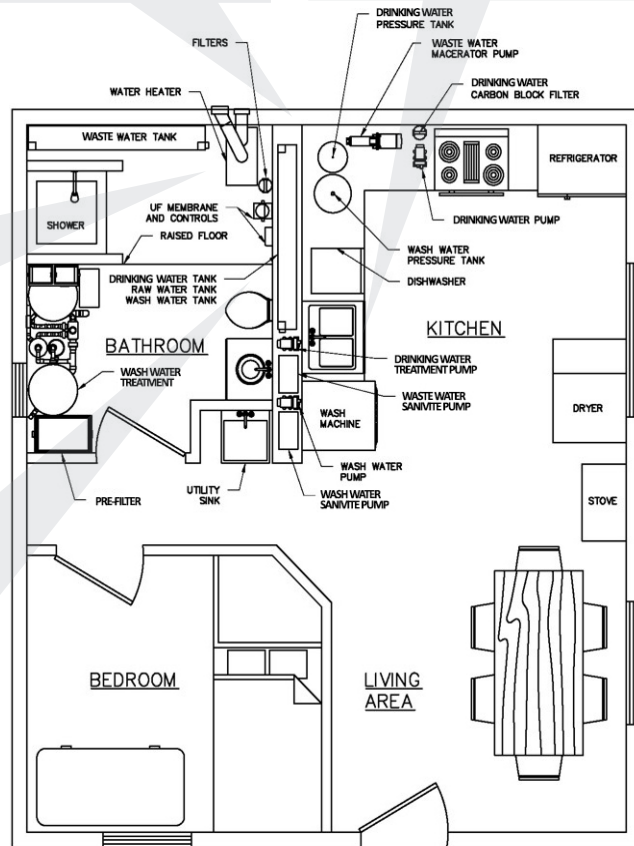 DRINKING WATER
PRESSURE TANK
FILTERS
WASTE WATER
MACERATOR PUMP
WATER HEATER
DRINKING WATER
CARBON BLOCK FILTER
WASTE WATER TANK
REFRIGERATOR
SHOWER
UF MEMBRANE
AND CONTROLS
DRINKING WATER PUMP
RAISED FLOOR
WASH WATER
PRESSURE TANK
DRINKING WATER TANK
RAW WATER TANK
WASH WATER TANK
DISHWASHER
KITCHEN
BATHROOM
DRINKING WATER
TREATMENT PUMP
WASH WATER
TREATMENT
WASTE WATER
SANIVITE PUMP
DRYER
WASH
MACHINE
WASH WATER
PUMP
PRE-FILTER
UTILITY
SINK
WASH WATER
SANIVITE PUMP
STOVE
BEDROOM
LIVING
AREA